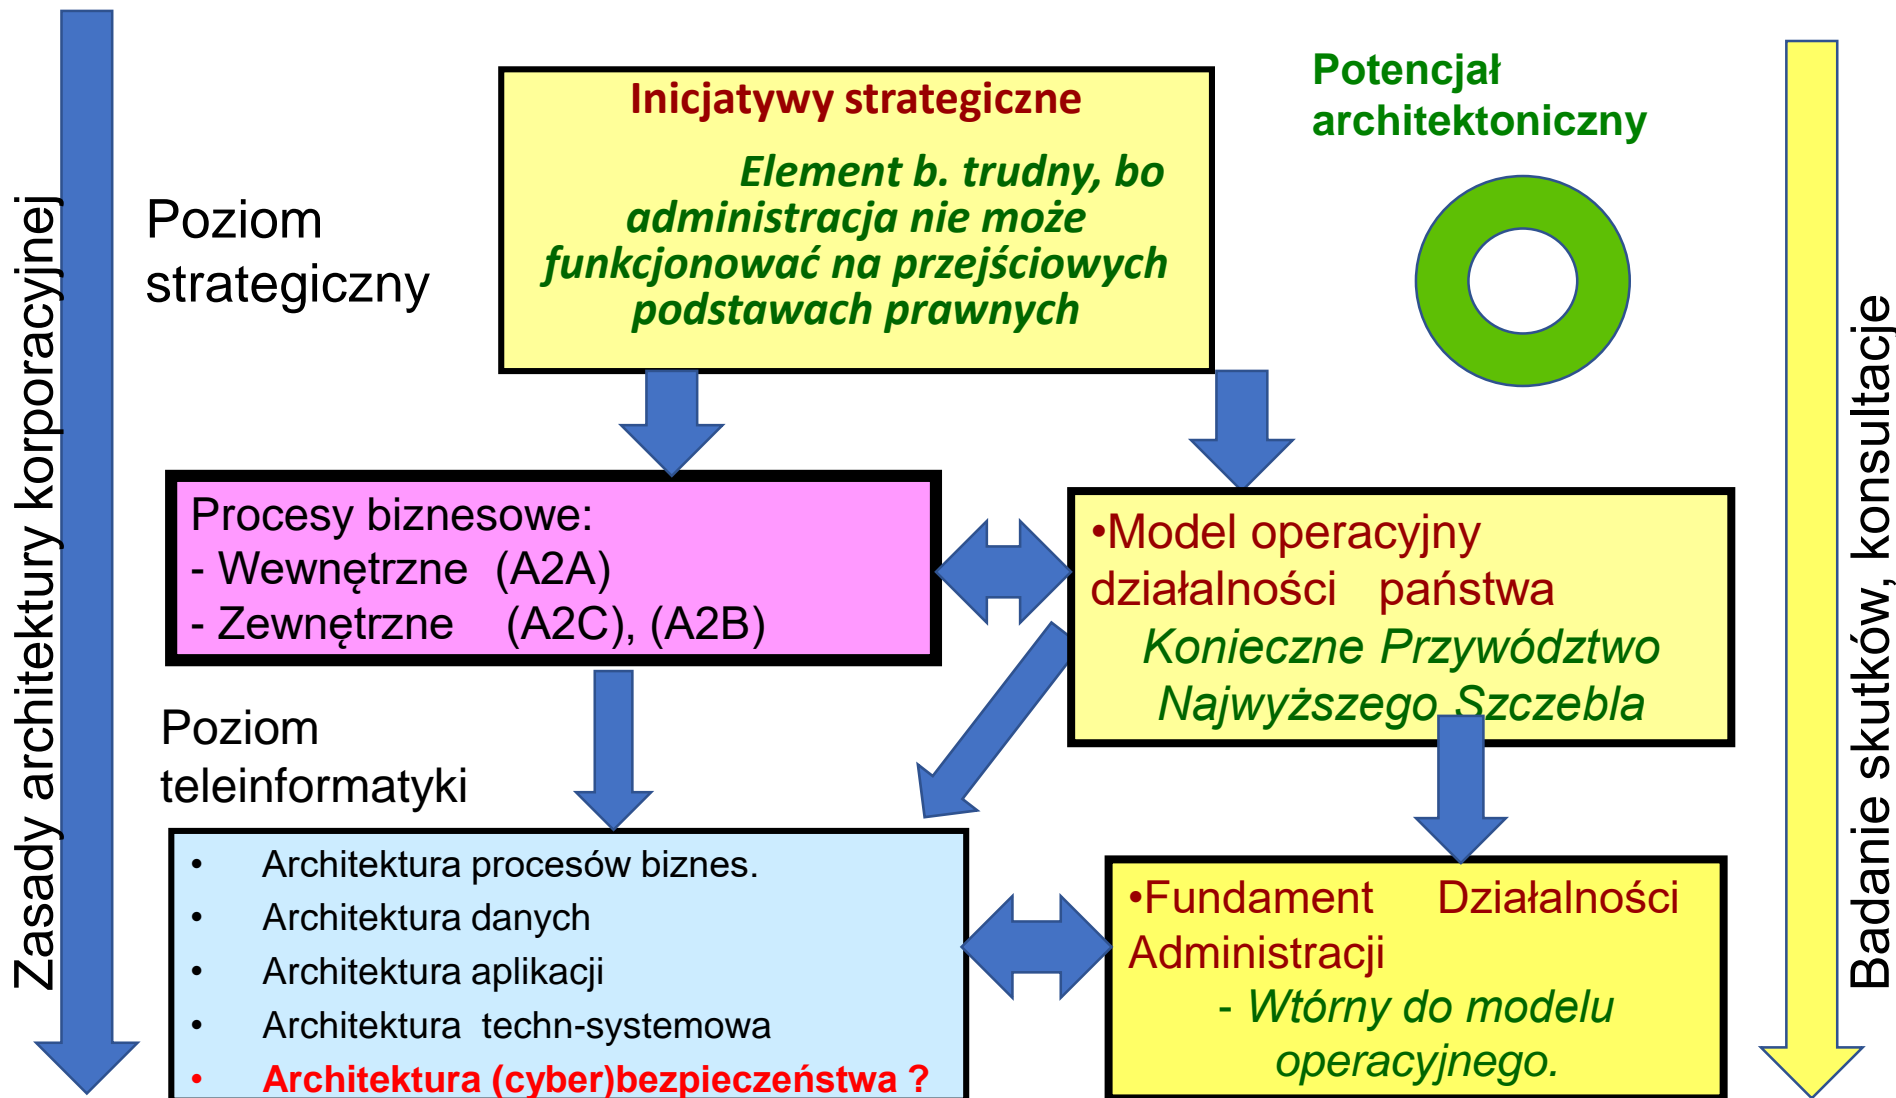 Zasady architektury korporacyjnej
Poziom
strategiczny
Inicjatywy strategiczne
Element b. trudny, bo
administracja nie może
funkcjonować na przejściowych
podstawach prawnych
Potencjał
architektoniczny
Badanie skutków, konsultacje
Procesy biznesowe:
- Wewnętrzne (A2A)
- Zewnętrzne (A2C), (A2B)
•Model operacyjny
działalności państwa
Konieczne Przywództwo
Najwyższego Szczebla
Poziom
teleinformatyki
• Architektura procesów biznes.
• Architektura danych
• Architektura aplikacji
• Architektura techn-systemowa
• Architektura (cyber)bezpieczeństwa ?
•Fundament Działalności
Administracji
- Wtórny do modelu
operacyjnego.